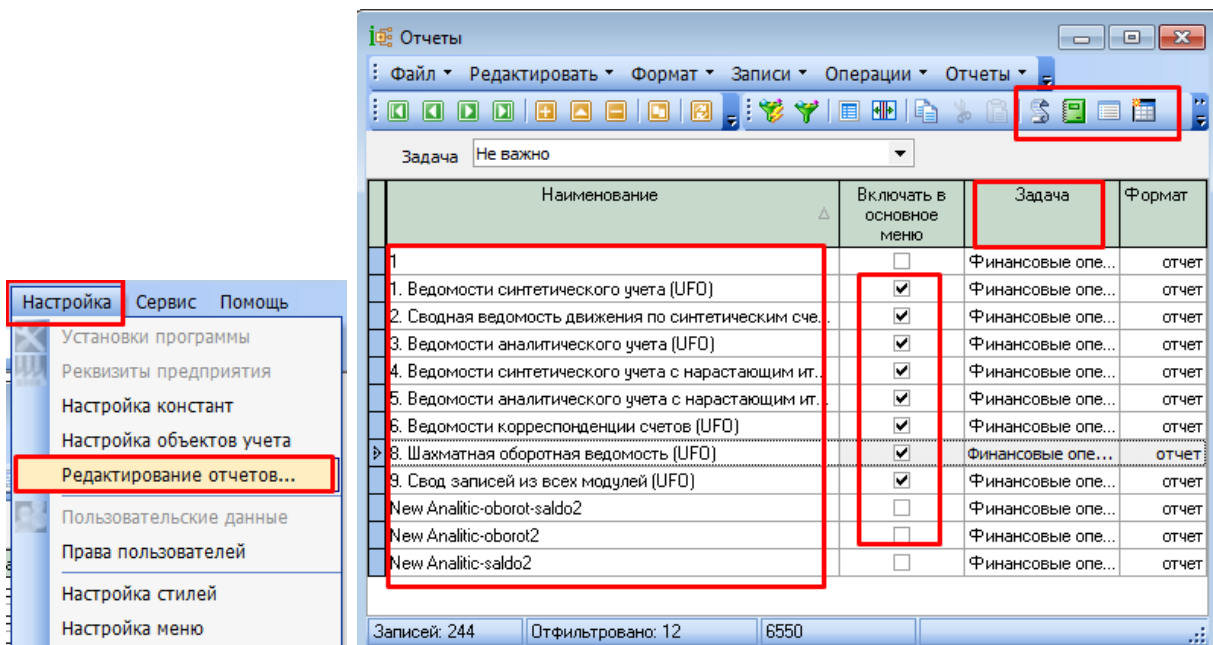 Настройка Сервис Помощь
Установки программы
Реквизиты предприятия
Настройка констант
Настройка объектов учета
Редактирование отчетов...
Пользовательские данные
Права пользователей
Настройка стилей
Настройка меню
Отчеты
Файл Редактировать Формат Записи Операции Отчеты
Задача Не важно
Наименование Включать в основное меню Задача Формат
1 Финансовые опе... отчет
1. Ведомости синтетического учета (UFO) Финансовые опе... отчет
2. Сводная ведомость движения по синтетическим сче... Финансовые опе... отчет
3. Ведомости аналитического учета (UFO) Финансовые опе... отчет
4. Ведомости синтетического учета с нарастающим ит... Финансовые опе... отчет
5. Ведомости аналитического учета с нарастающим ит... Финансовые опе... отчет
6. Ведомости корреспонденции счетов (UFO) Финансовые опе... отчет
8. Шахматная оборотная ведомость (UFO) Финансовые опе... отчет
9. Свод записей из всех модулей (UFO) Финансовые опе... отчет
New Analitic-oborot-saldo2 Финансовые опе... отчет
New Analitic-oborot2 Финансовые опе... отчет
New Analitic-saldo2 Финансовые опе... отчет
Записей: 244 Отфильтровано: 12 6550